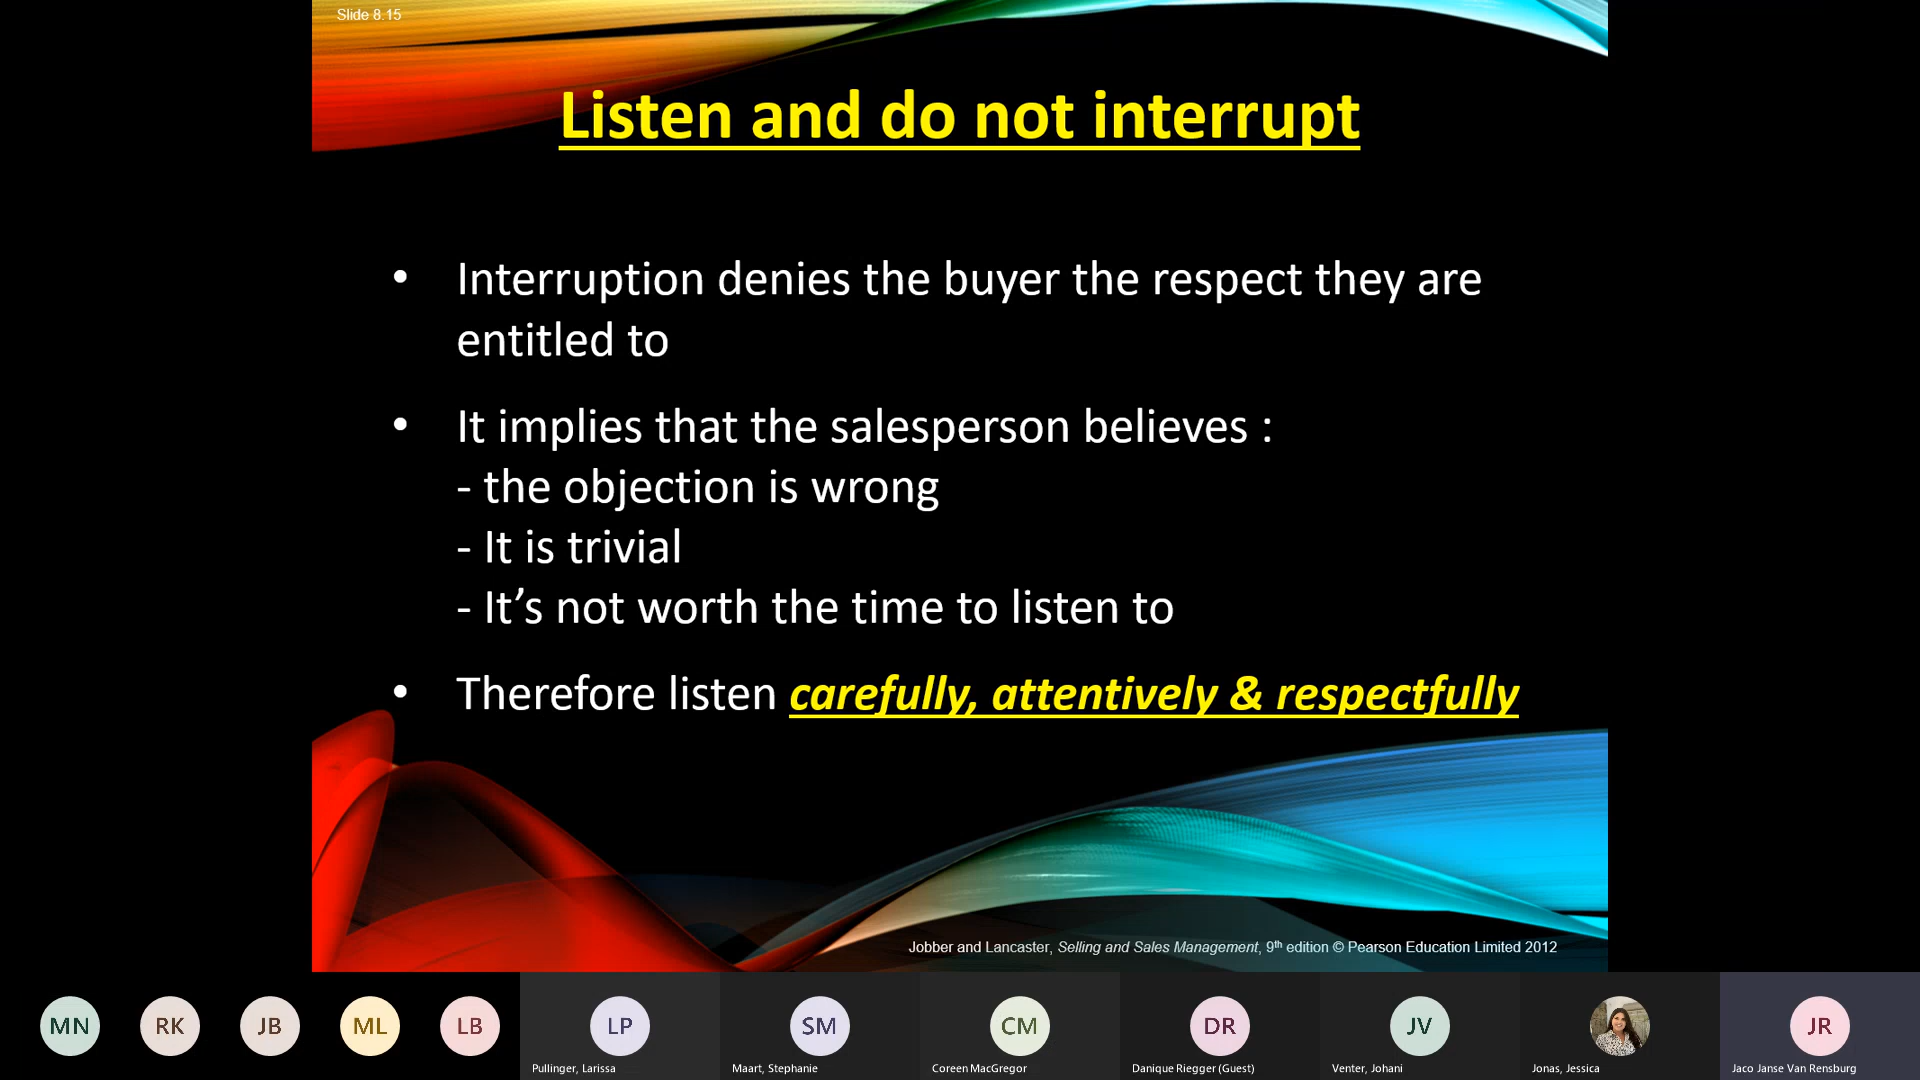 Slide 8.15
Listen and do not interrupt
• Interruption denies the buyer the respect they are
entitled to
• It implies that the salesperson believes :
- the objection is wrong
- It is trivial
- It’s not worth the time to listen to
• Therefore listen carefully, attentively & respectfully
Jobber and Lancaster, Selling and Sales Management, 9th edition © Pearson Education Limited 2012
MN RK JB ML LB LP SM CM DR JV JR
Pullinger, Larissa Maart, Stephanie Coreen MacGregor Danique Riegger (Guest) Venter, Johani Jonas, Jessica Jaco Janse Van Rensburg